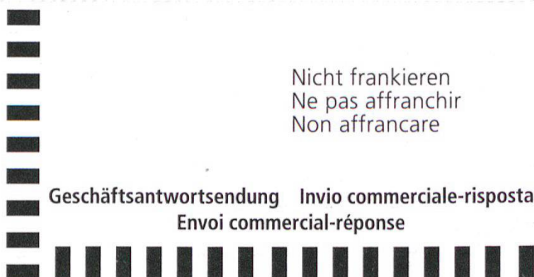 Nicht frankieren
Ne pas affranchir
Non affrancare
Geschäftsantwortsendung Invio commerciale-risposta
Envoi commercial-réponse